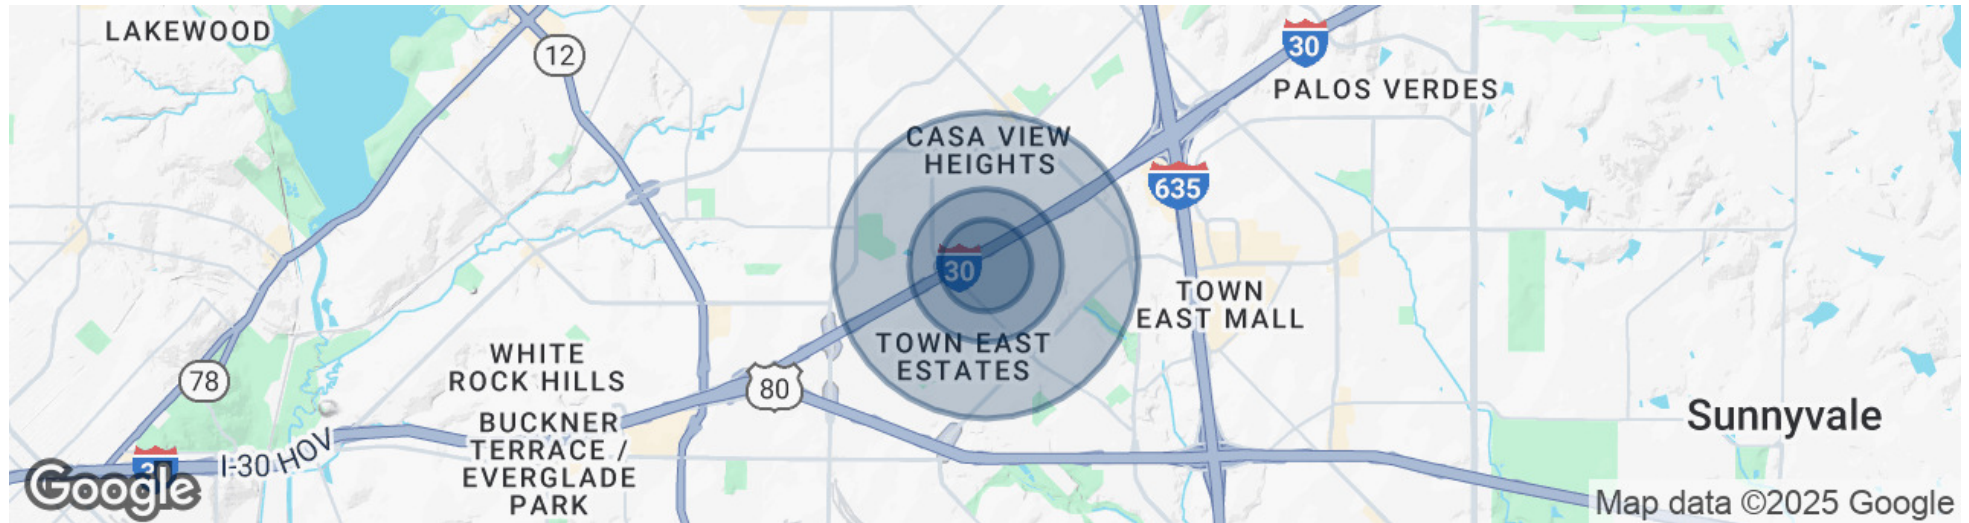 LAKEWOOD
12
30
PALOS VERDES
CASA VIEW
HEIGHTS
635
30
TOWN
EAST MALL
TOWN EAST
ESTATES
WHITE
ROCK HILLS
78
80
BUCKNER
TERRACE /
EVERGLADE
PARK
Sunnyvale
I-30 HOV
Google
Map data ©2025 Google